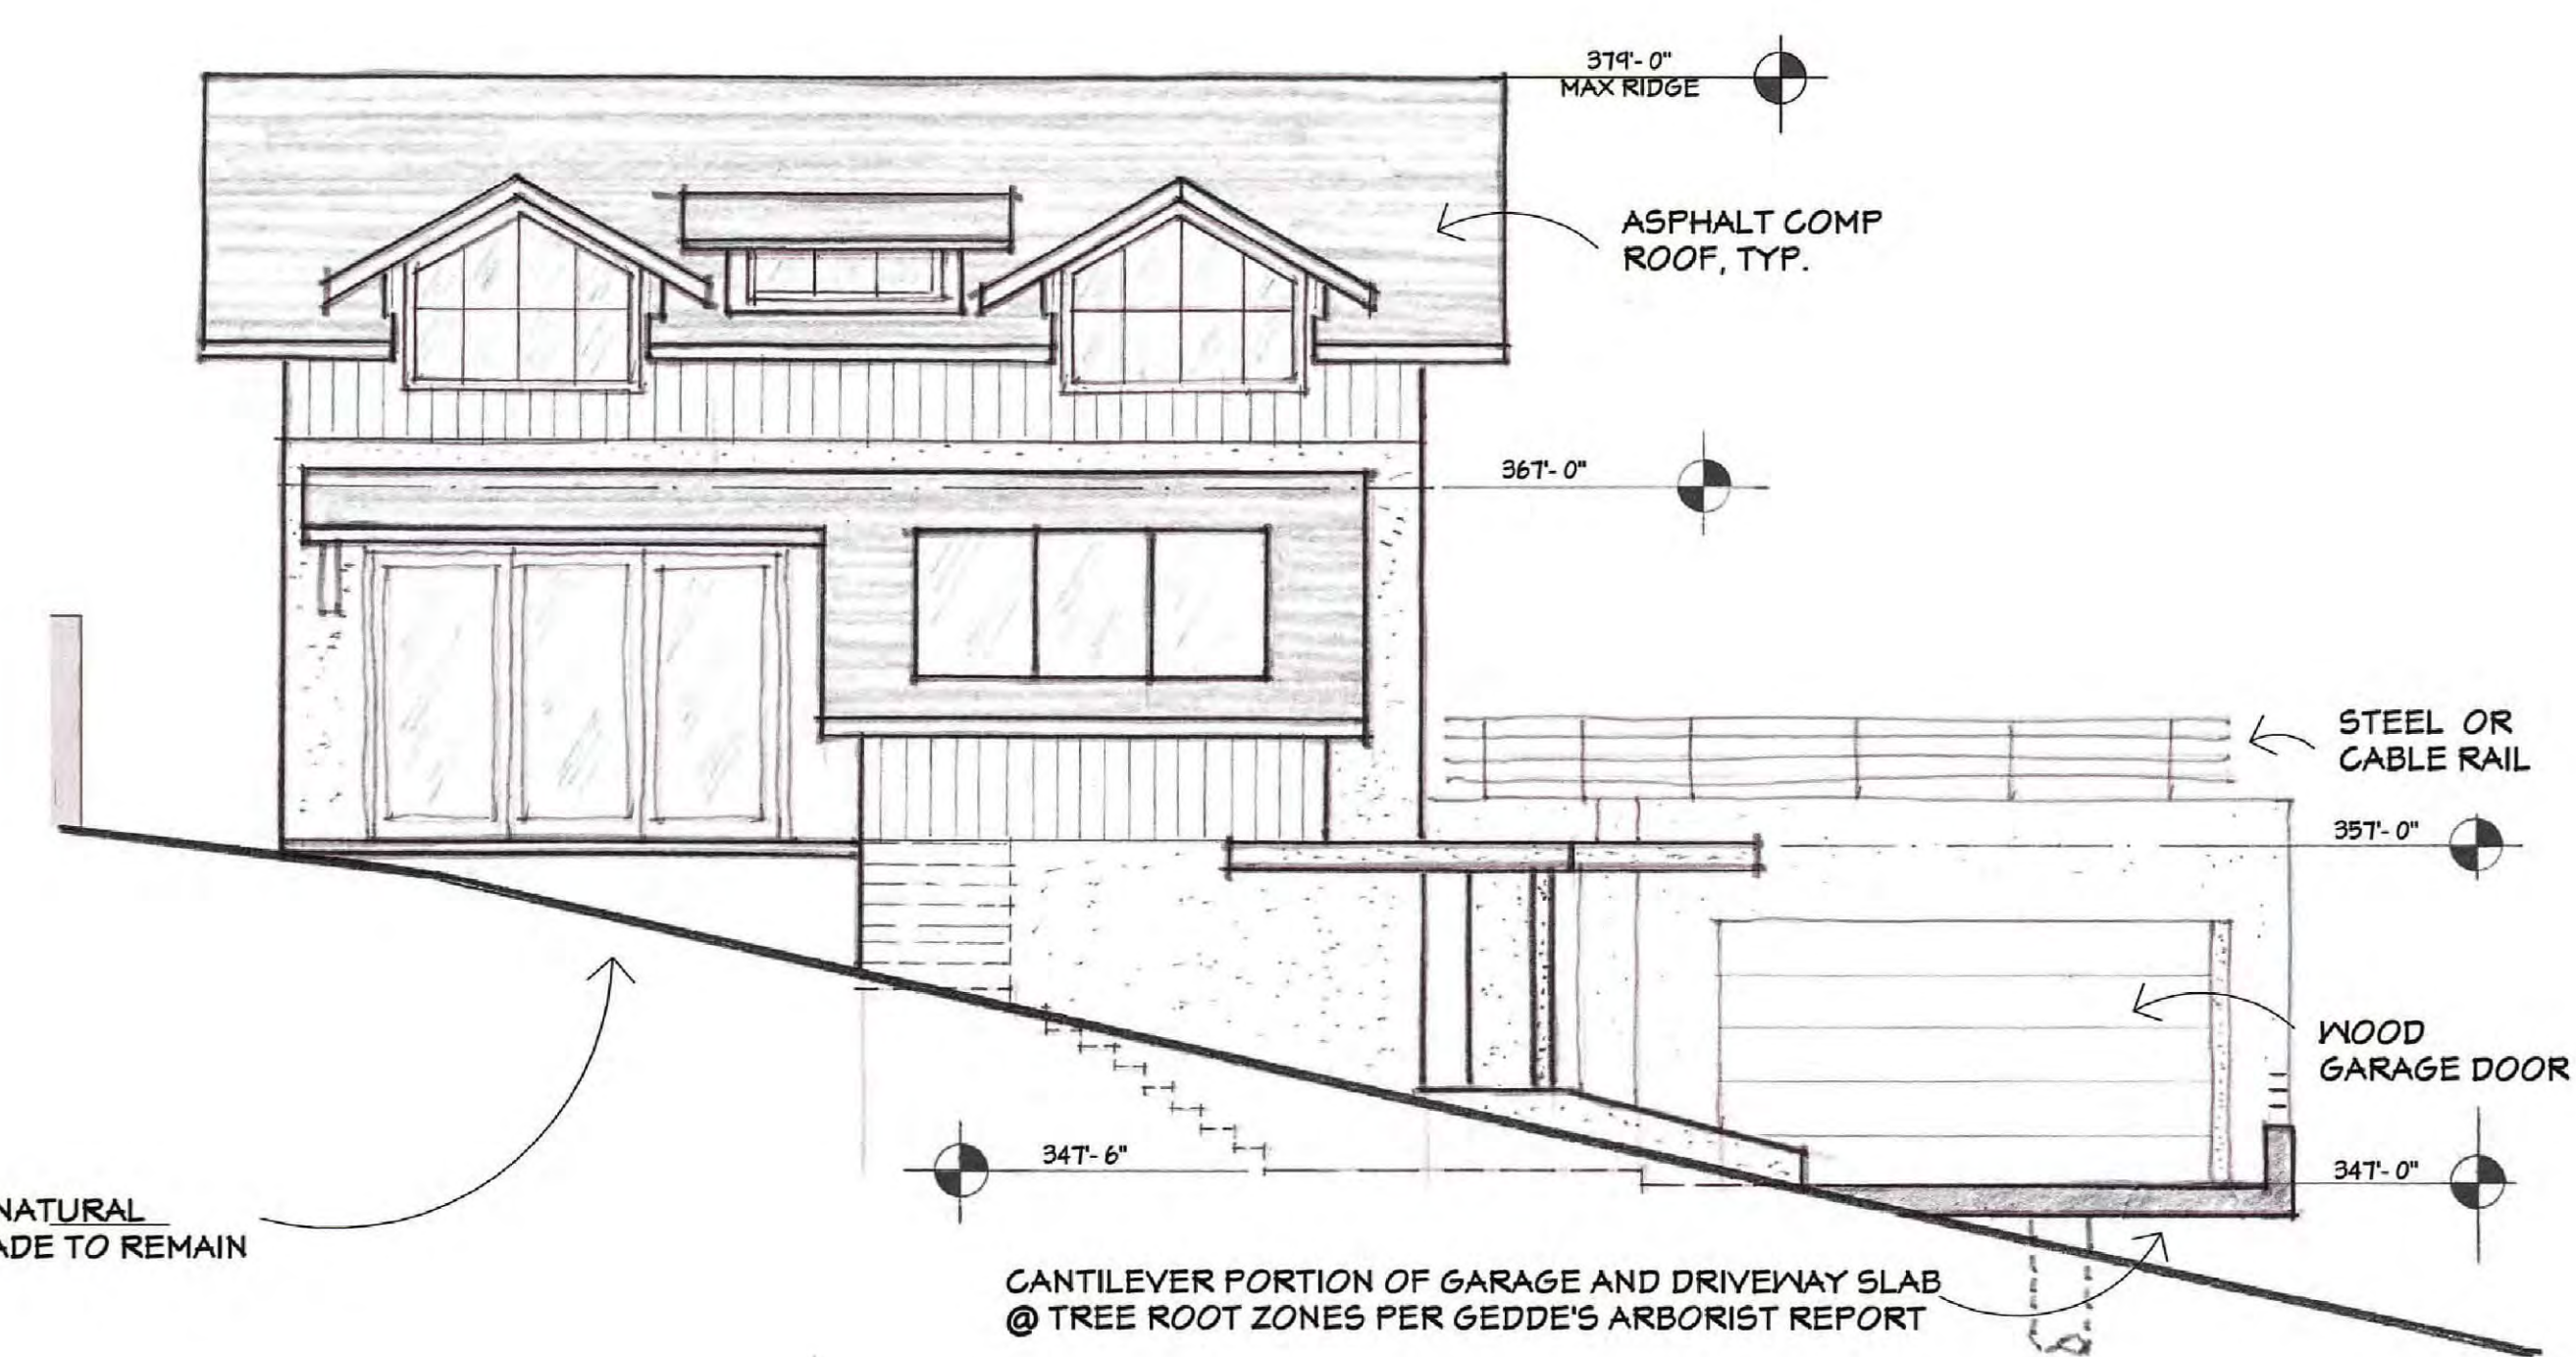 379'-0"
MAX RIDGE
ASPHALT COMP
ROOF, TYP.
367'-0"
STEEL OR
CABLE RAIL
357'-0"
WOOD
GARAGE DOOR
347'-6"
347'-0"
NATURAL
ADE TO REMAIN
CANTILEVER PORTION OF GARAGE AND DRIVEWAY SLAB
@ TREE ROOT ZONES PER GEDDE'S ARBORIST REPORT